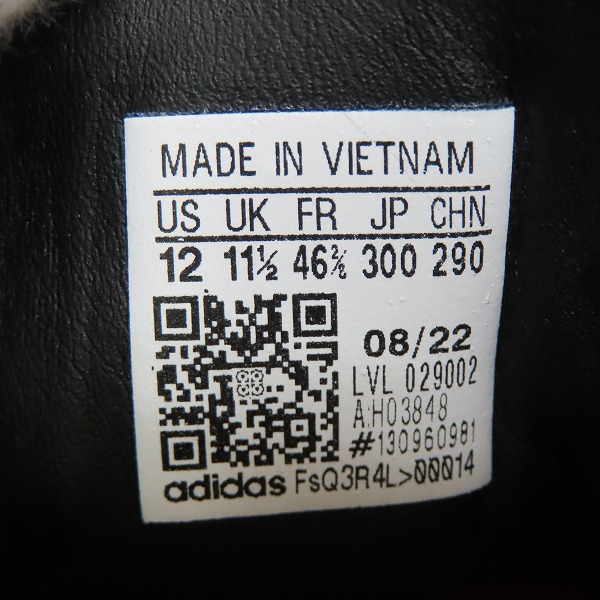 MADE IN VIETNAM
US UK FR JP CHN
12 11½ 46⅔ 300 290
08/22
LVL 029002
A:H03848
#130960981
adidas FsQ3R4L>00014